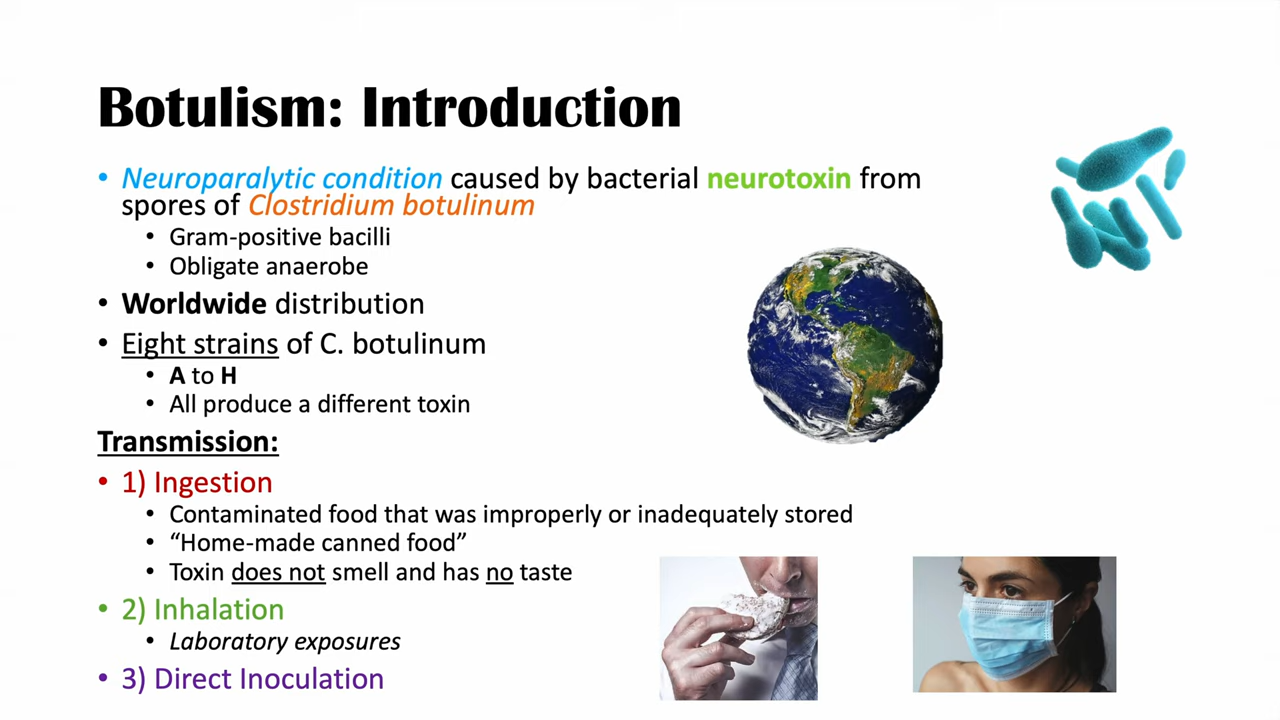 Botulism: Introduction
• Neuroparalytic condition caused by bacterial neurotoxin from
spores of Clostridium botulinum
• Gram-positive bacilli
• Obligate anaerobe
• Worldwide distribution
• Eight strains of C. botulinum
• A to H
• All produce a different toxin
Transmission:
• 1) Ingestion
• Contaminated food that was improperly or inadequately stored
• “Home-made canned food”
• Toxin does not smell and has no taste
• 2) Inhalation
• Laboratory exposures
• 3) Direct Inoculation